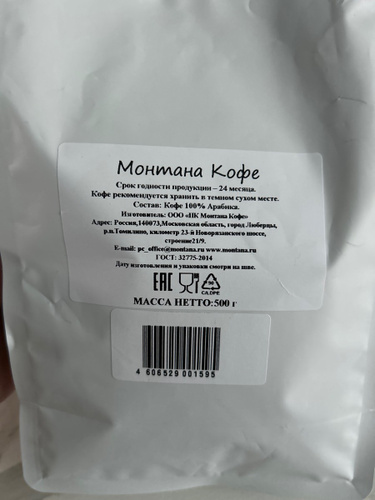 Монтана Кофе
Срок годности продукции – 24 месяца.
Кофе рекомендуется хранить в темном сухом месте.
Состав: Кофе 100% Арабика.
Изготовитель: ООО «ПК Монтана Кофе»
Адрес: Россия,140073,Московская область, город Люберцы,
р.п. Томилино, километр 23-й Новорязанского шоссе,
строение21/9.
E-mail: pc_office@montana.ru www.montana.ru
ГОСТ: 32775-2014
Дату изготовления и упаковки смотри на шве.
EAC
C/LDPE
МАССА НЕТТО:500 г
4 606529 001595